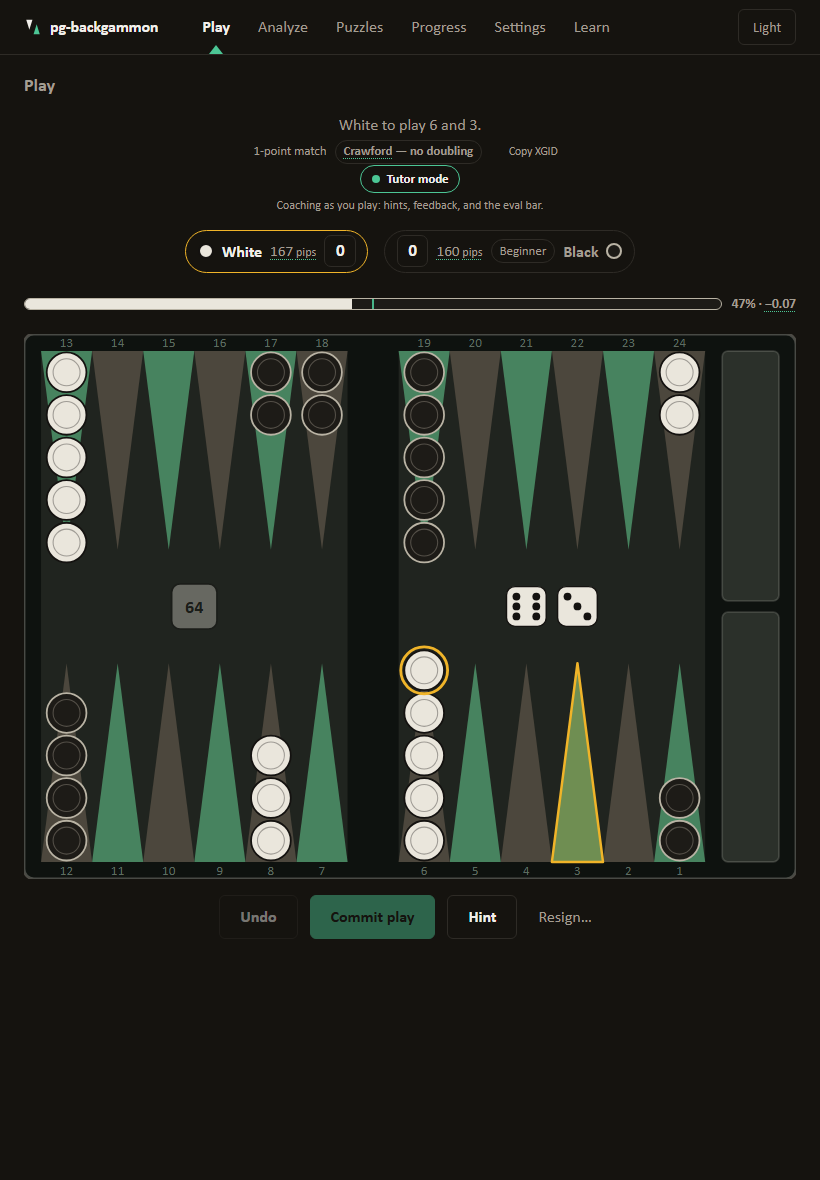 pg-backgammon Play Analyze Puzzles Progress Settings Learn Light
Play
White to play 6 and 3.
1-point match Crawford — no doubling Copy XGID
Tutor mode
Coaching as you play: hints, feedback, and the eval bar.
White 167 pips 0 0 160 pips Beginner Black
47% · −0.07
13 14 15 16 17 18 19 20 21 22 23 24
64
12 11 10 9 8 7 6 5 4 3 2 1
Undo Commit play Hint Resign...